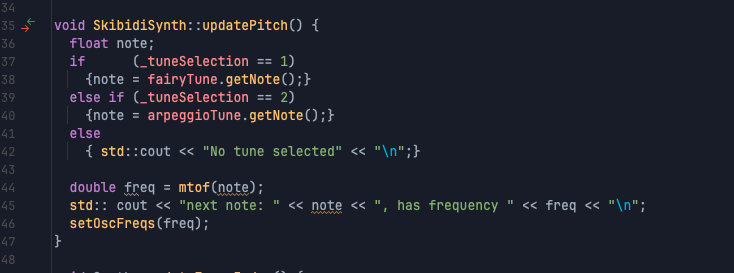 34
35 void SkibidiSynth::updatePitch() {
36 float note;
37 if      (_tuneSelection == 1)
38 {note = fairyTune.getNote();}
39 else if (_tuneSelection == 2)
40 {note = arpeggioTune.getNote();}
41 else
42 { std::cout << "No tune selected" << "\n";}
43
44 double freq = mtof(note);
45 std:: cout << "next note: " << note << ", has frequency " << freq << "\n";
46 setOscFreqs(freq);
47 }
48